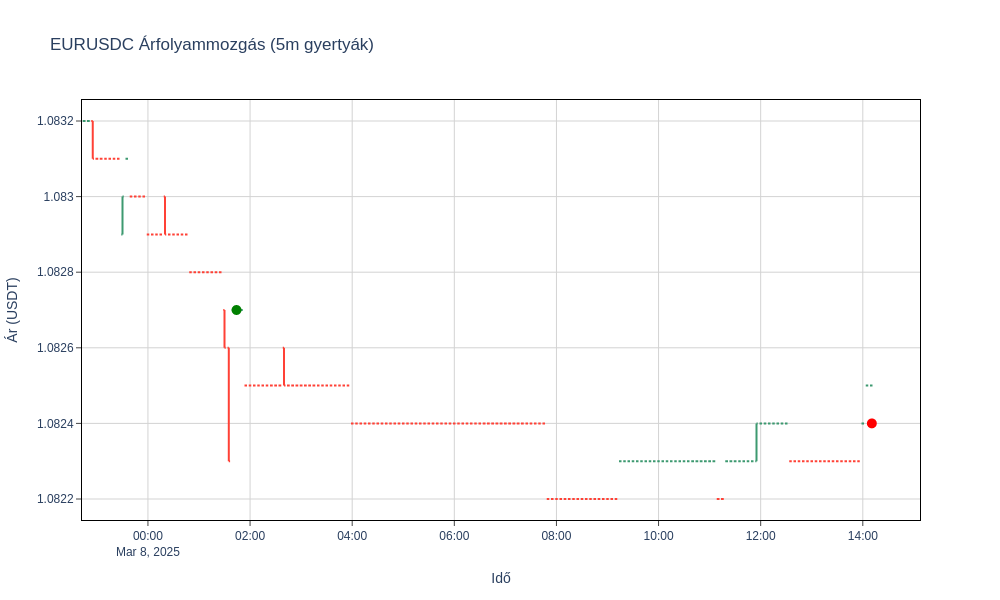 EURUSDC Árfolyammozgás (5m gyertyák)
Ár (USDT)
1.0832
1.083
1.0828
1.0826
1.0824
1.0822
00:00 02:00 04:00 06:00 08:00 10:00 12:00 14:00
Mar 8, 2025
Idő